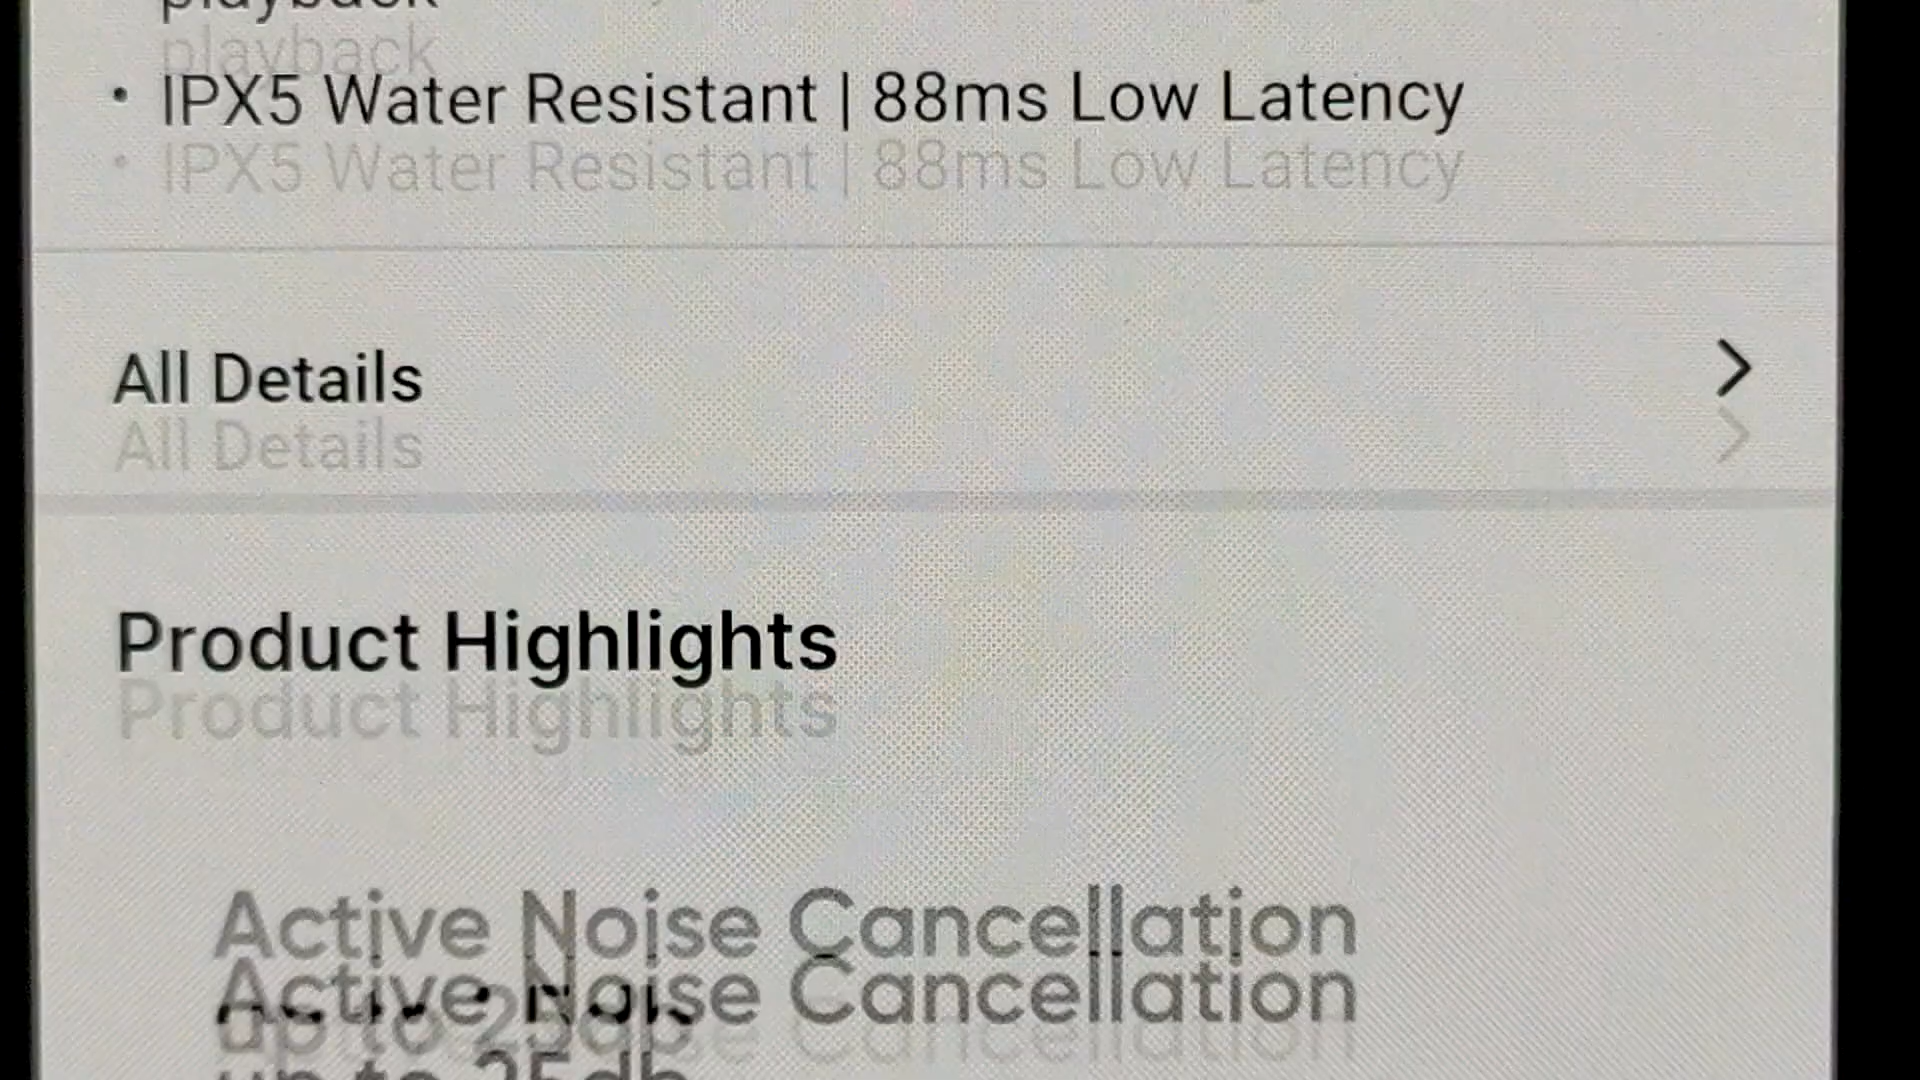 playback
• IPX5 Water Resistant | 88ms Low Latency
All Details
Product Highlights
Active Noise Cancellation
up to 25db